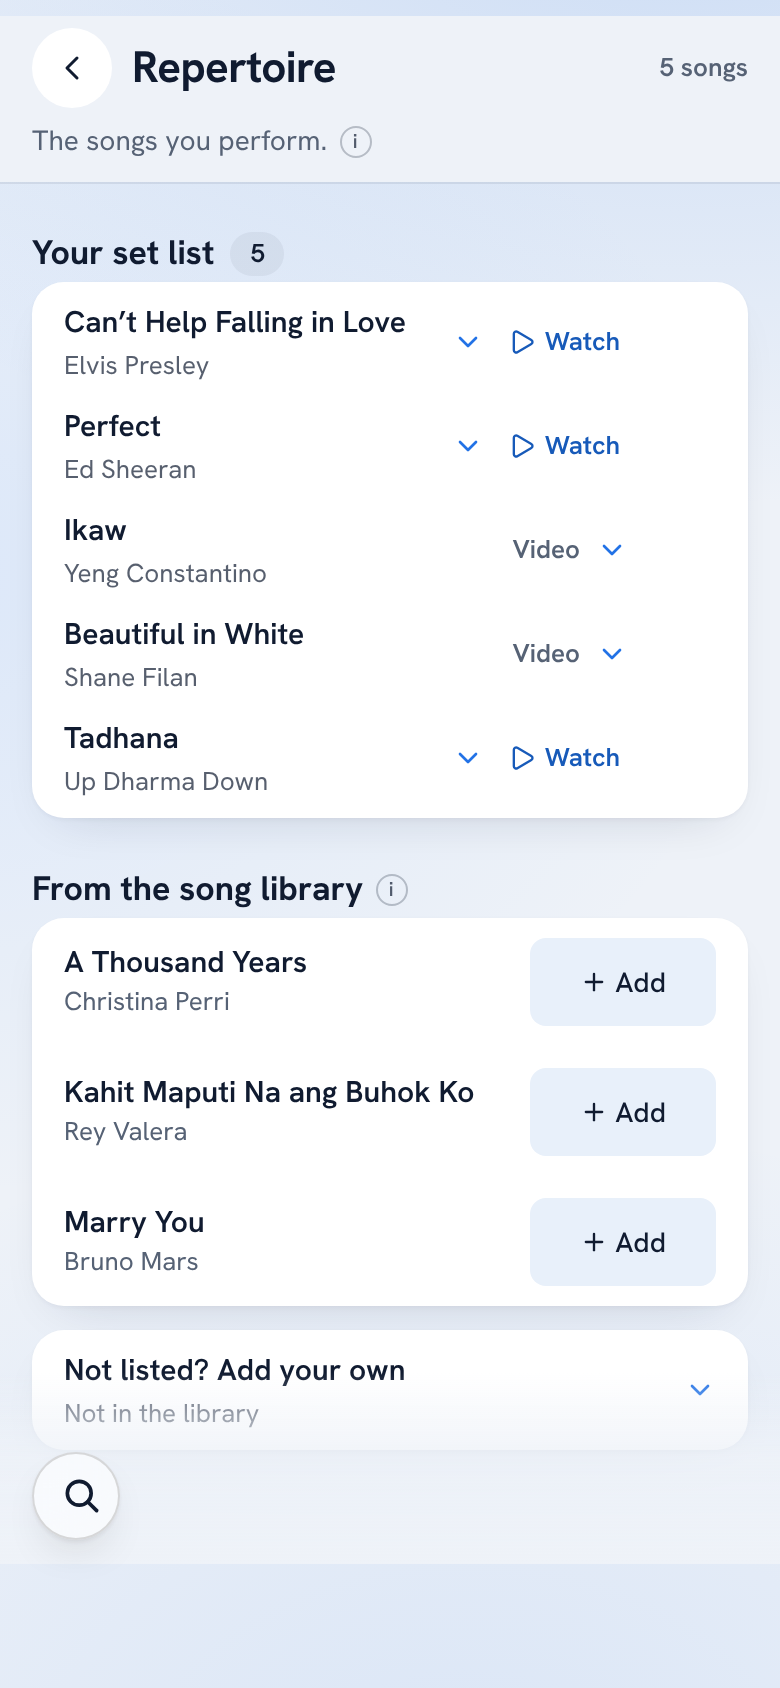 Repertoire
5 songs
The songs you perform.
Your set list 5
Can’t Help Falling in Love
Elvis Presley
Watch
Perfect
Ed Sheeran
Watch
Ikaw
Yeng Constantino
Video
Beautiful in White
Shane Filan
Video
Tadhana
Up Dharma Down
Watch
From the song library
A Thousand Years
Christina Perri
+ Add
Kahit Maputi Na ang Buhok Ko
Rey Valera
+ Add
Marry You
Bruno Mars
+ Add
Not listed? Add your own
Not in the library